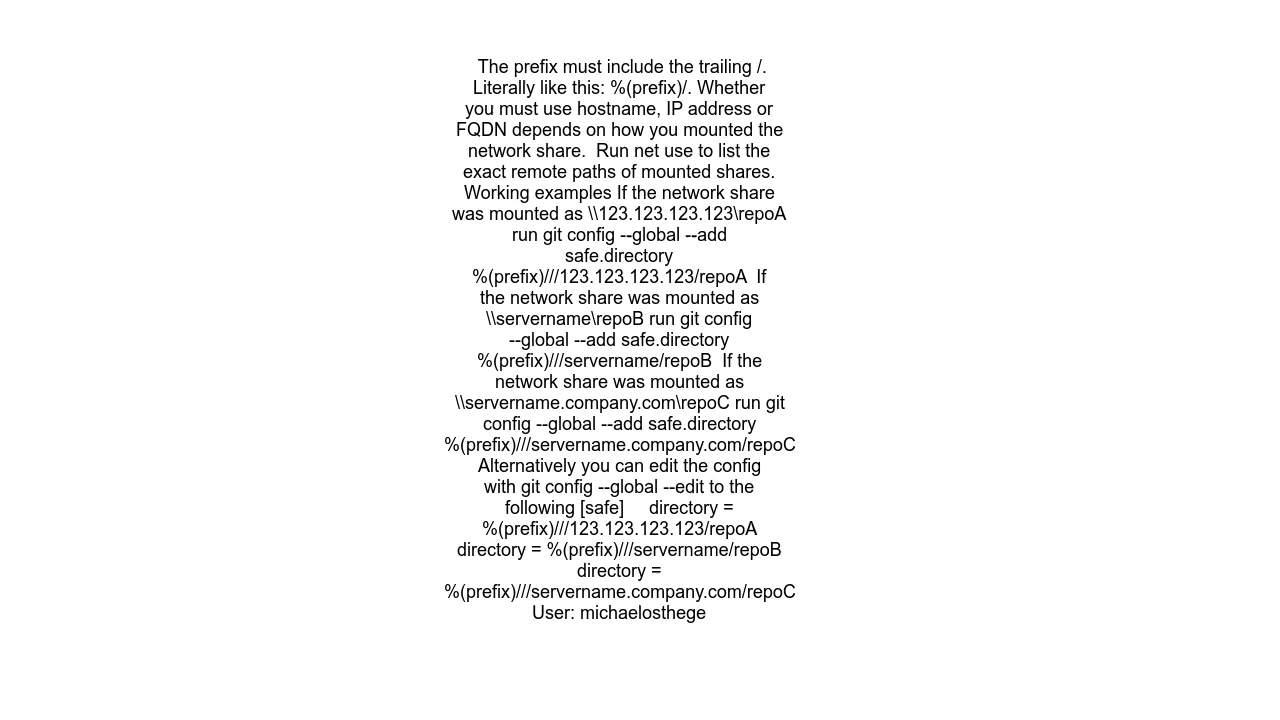 The prefix must include the trailing /.
Literally like this: %(prefix)/. Whether
you must use hostname, IP address or
FQDN depends on how you mounted the
network share.  Run net use to list the
exact remote paths of mounted shares.
Working examples If the network share
was mounted as \\123.123.123.123\repoA
run git config --global --add
safe.directory
%(prefix)///123.123.123.123/repoA  If
the network share was mounted as
\\servername\repoB run git config
--global --add safe.directory
%(prefix)///servername/repoB  If the
network share was mounted as
\\servername.company.com\repoC run git
config --global --add safe.directory
%(prefix)///servername.company.com/repoC
Alternatively you can edit the config
with git config --global --edit to the
following [safe]     directory =
%(prefix)///123.123.123.123/repoA
directory = %(prefix)///servername/repoB
directory =
%(prefix)///servername.company.com/repoC
User: michaelosthege